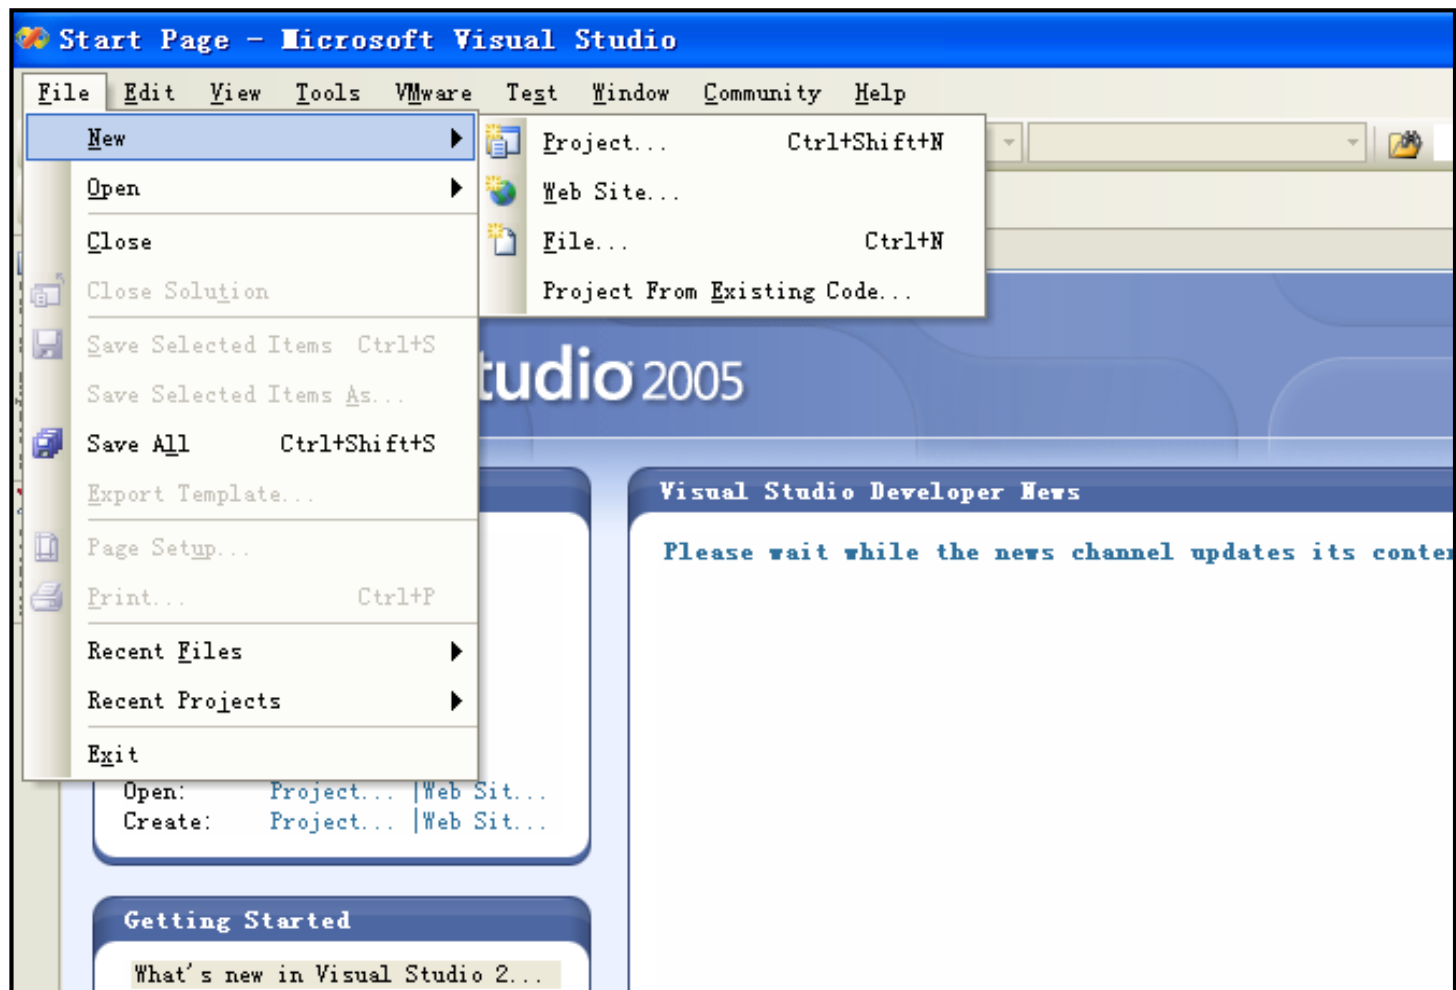 Start Page - Microsoft Visual Studio
File Edit View Tools VMware Test Window Community Help
New
Project... Ctrl+Shift+N
Open
Web Site...
Close
File... Ctrl+N
Close Solution
Project From Existing Code...
Save Selected Items Ctrl+S
Save Selected Items As...
tudio 2005
Save All Ctrl+Shift+S
Export Template...
Visual Studio Developer News
Page Setup...
Please wait while the news channel updates its conte
Print... Ctrl+P
Recent Files
Recent Projects
Exit
Open: Project... |Web Sit...
Create: Project... |Web Sit...
Getting Started
What's new in Visual Studio 2...